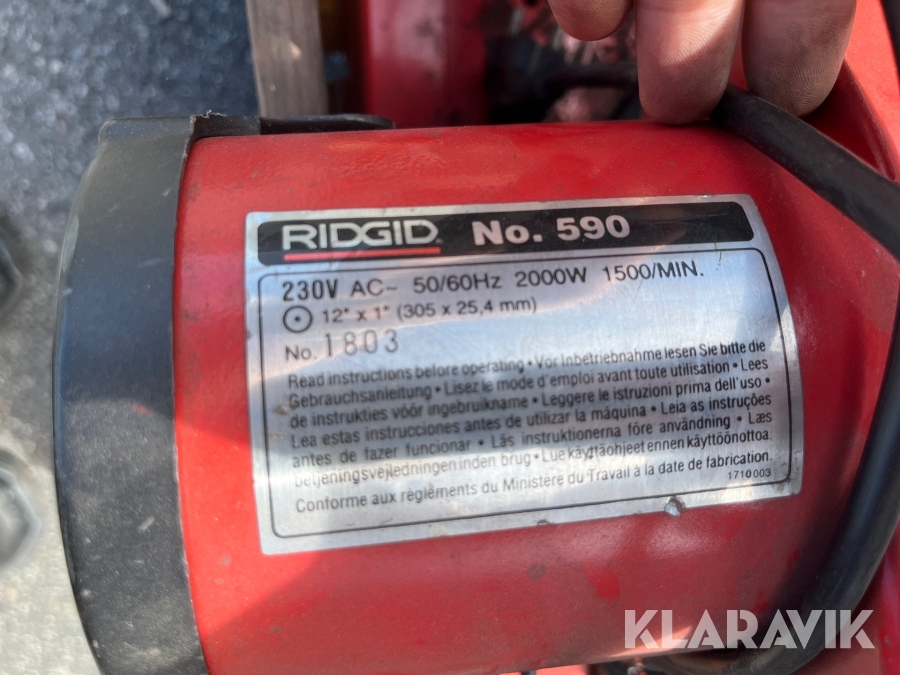 RIDGID® No. 590
230V AC~ 50/60Hz 2000W 1500/MIN.
12" x 1" (305 x 25,4 mm)
No. 1803
Read instructions before operating • Vor Inbetriebnahme lesen Sie bitte die
Gebrauchsanleitung • Lisez le mode d'emploi avant toute utilisation • Lees
de instrukties vóór ingebruikname • Leggere le istruzioni prima dell'uso •
Lea estas instrucciones antes de utilizar la máquina • Leia as instruções
antes de fazer funcionar • Läs instruktionerna före användning • Læs
betjeningsvejledningen inden brug • Lue käyttäohjeet ennen käyttöönottoa.
Conforme aux règlements du Ministère du Travail à la date de fabrication.
1710003
KLARAVIK